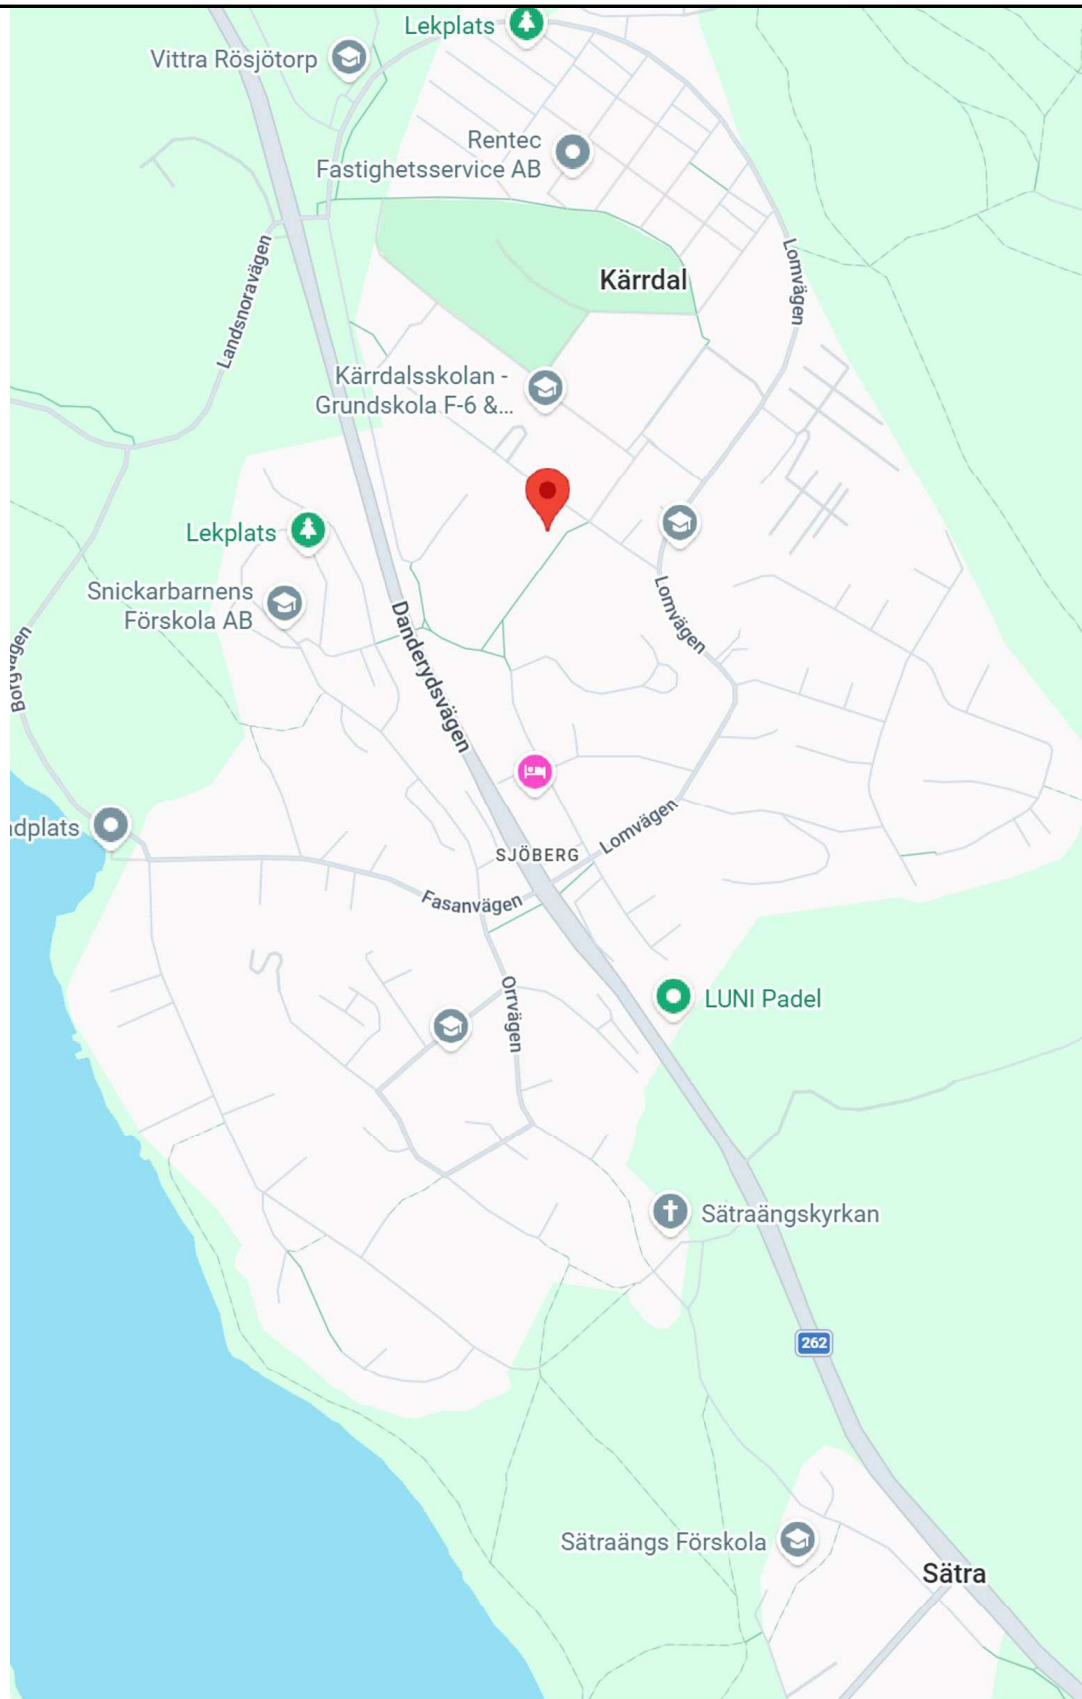 Lekplats
Vittra Rösjötorp
Rentec
Fastighetsservice AB
Landsnoravägen
Lomvägen
Kärrdal
Kärrdalsskolan -
Grundskola F-6 &...
Lekplats
Snickarbarnens
Förskola AB
Borgvägen
Danderydsvägen
Lomvägen
dplats
SJÖBERG
Lomvägen
Fasanvägen
Orrvägen
LUNI Padel
Sätraängskyrkan
262
Sätraängs Förskola
Sätra